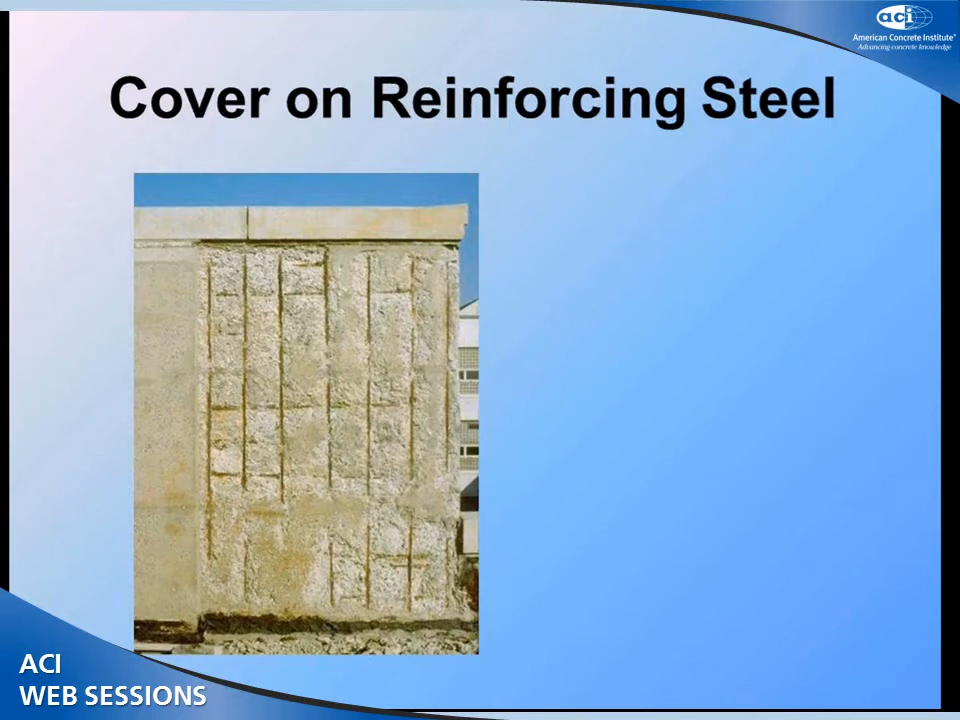 aci
American Concrete Institute®
Advancing concrete knowledge
Cover on Reinforcing Steel
ACI
WEB SESSIONS